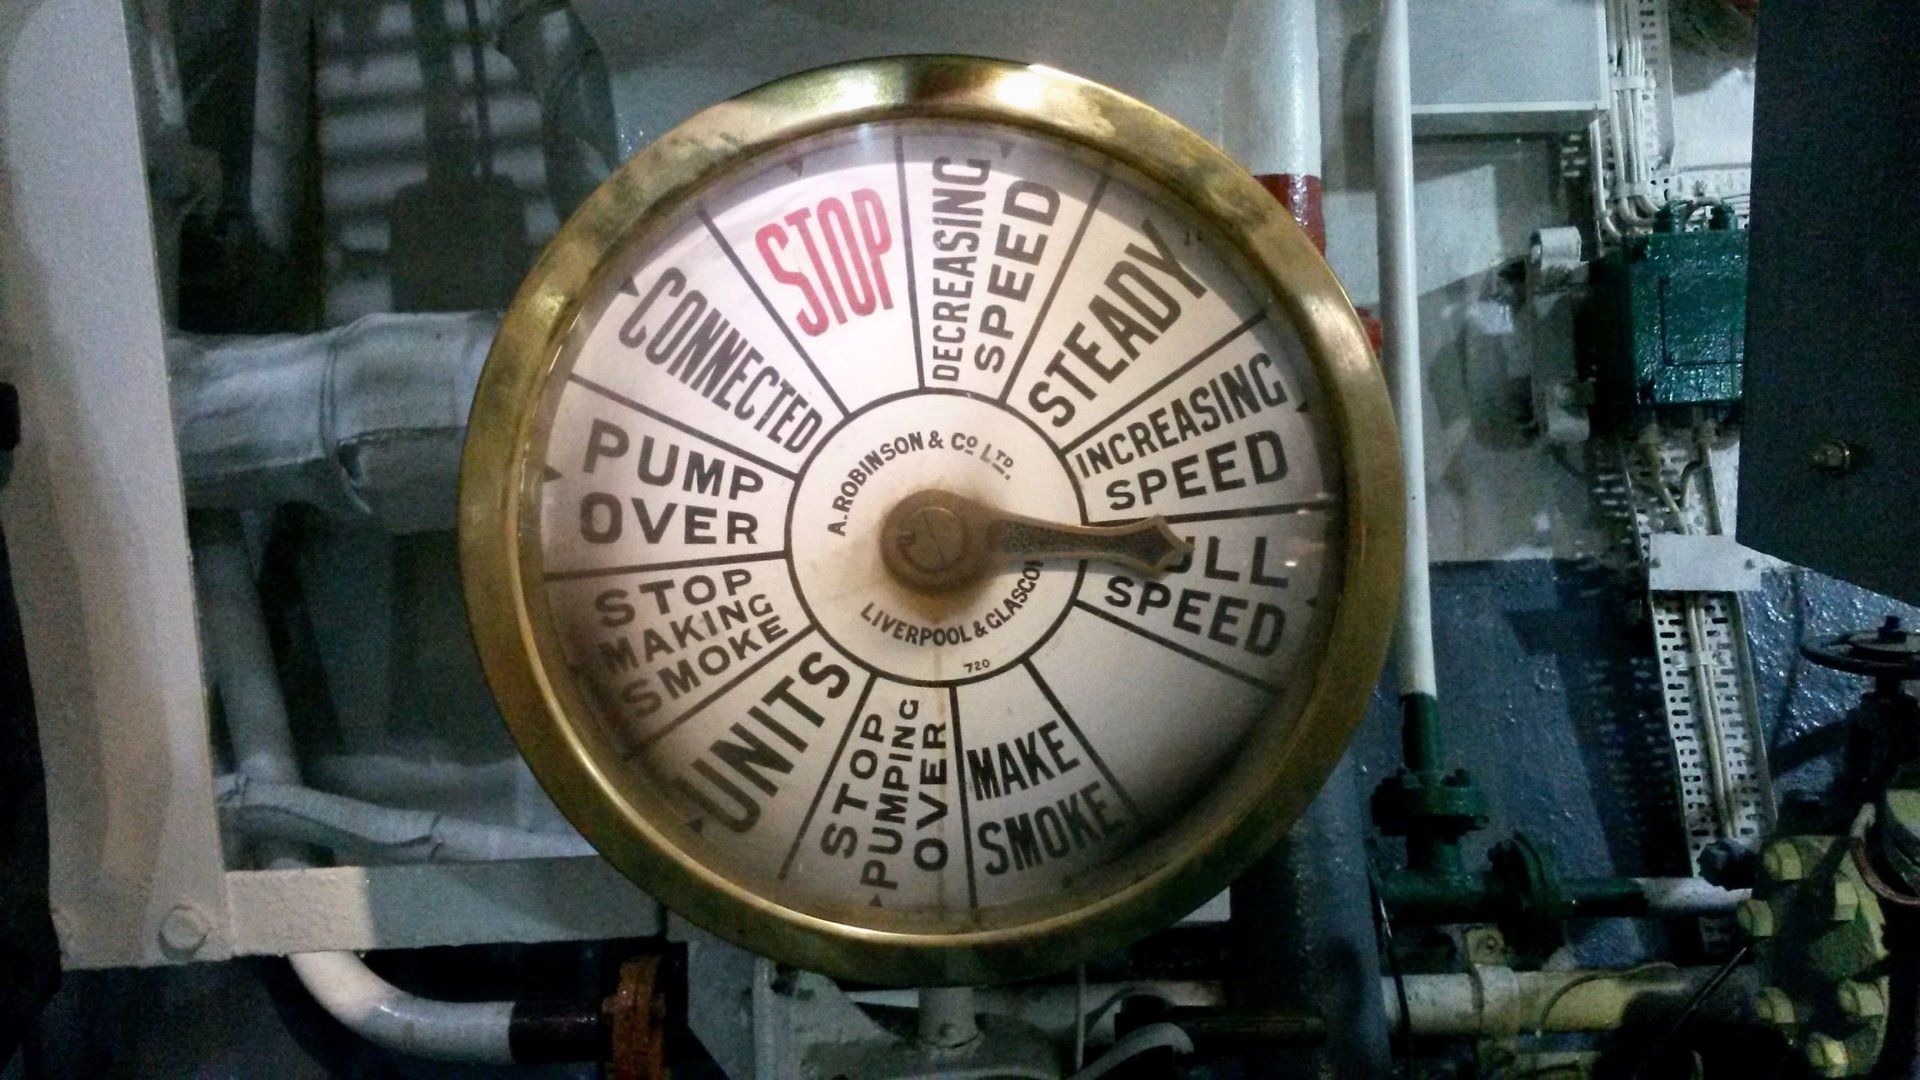 STOP
DECREASING
SPEED
STEADY
INCREASING
SPEED
ULL
SPEED
MAKE
SMOKE
STOP
PUMPING
OVER
UNITS
STOP
MAKING
SMOKE
PUMP
OVER
CONNECTED
A. ROBINSON & Co LTD.
LIVERPOOL & GLASGOW
720